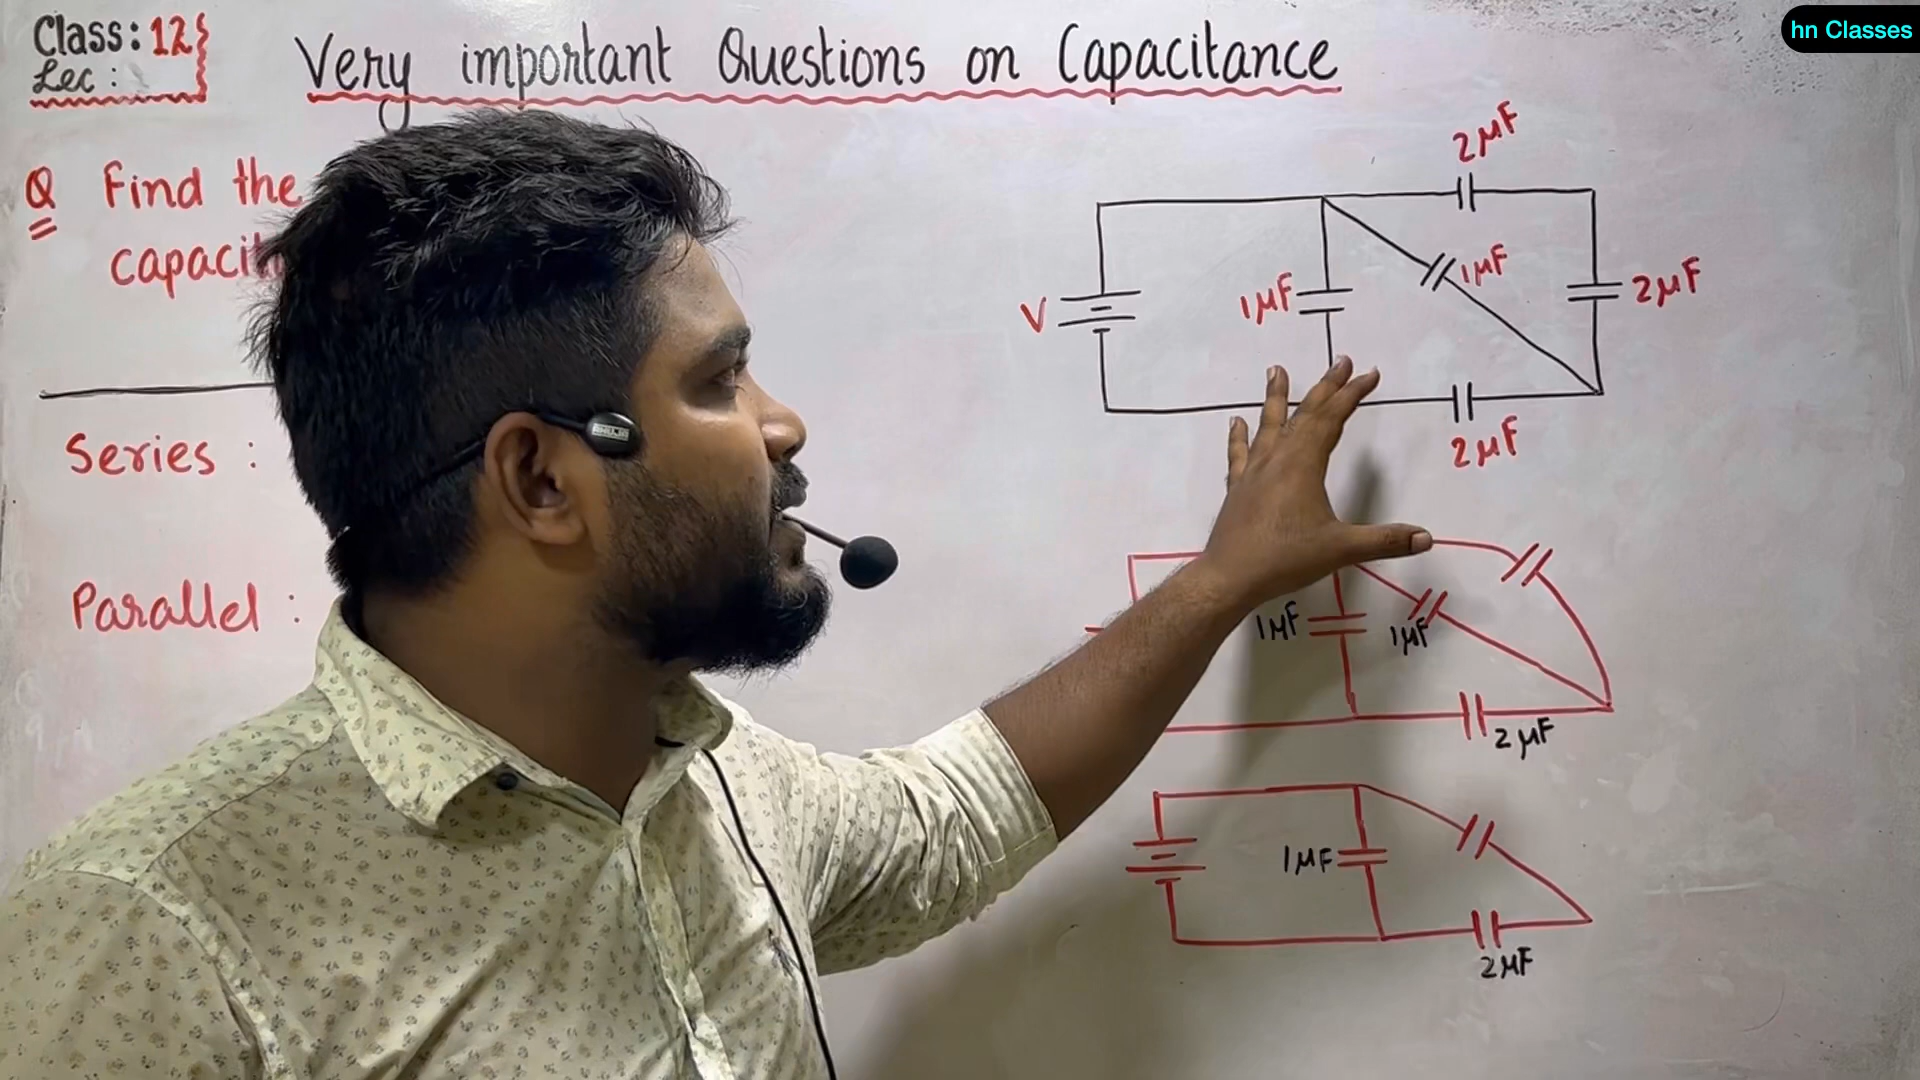 hn Classes
Class: 12
Lec :
Very important Questions on Capacitance
Q Find the
Series :
Parallel :
2μF
1μF
2μF
V
1μF
2μF
1μF
1μF
2μF
1μF
2μF